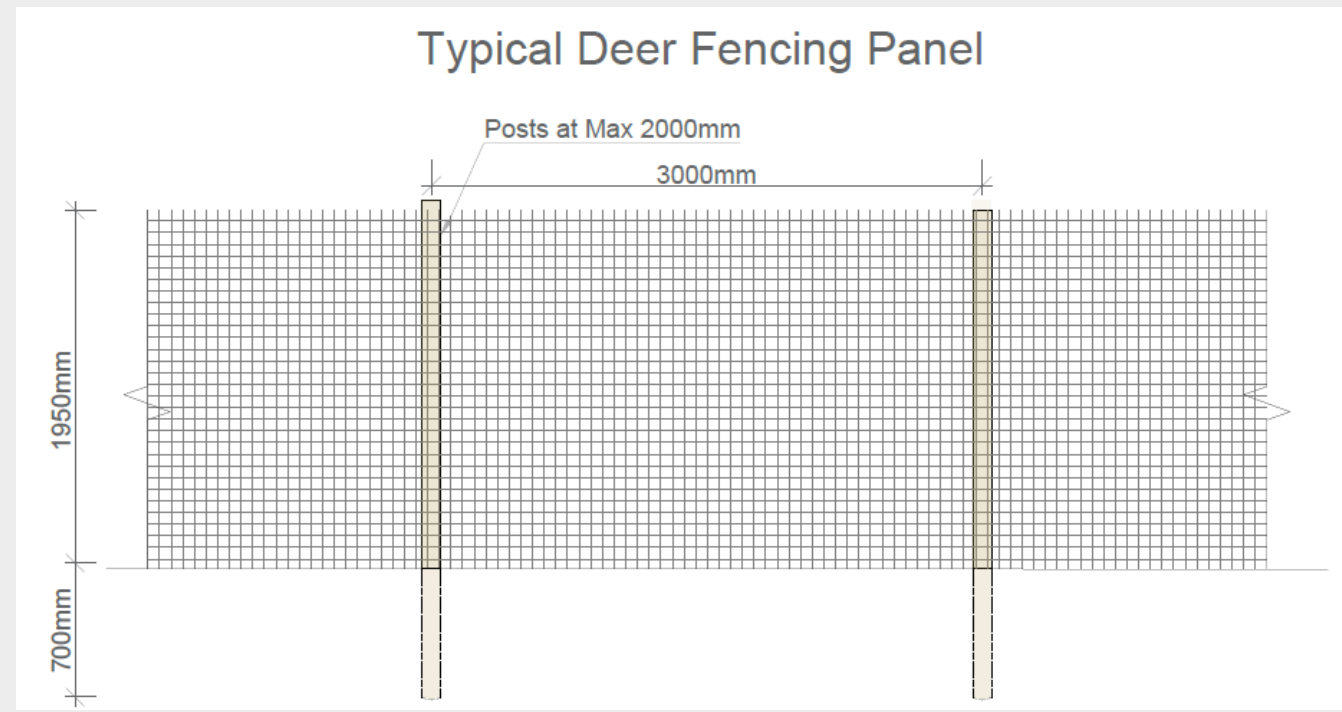 Typical Deer Fencing Panel
Posts at Max 2000mm
3000mm
1950mm
700mm